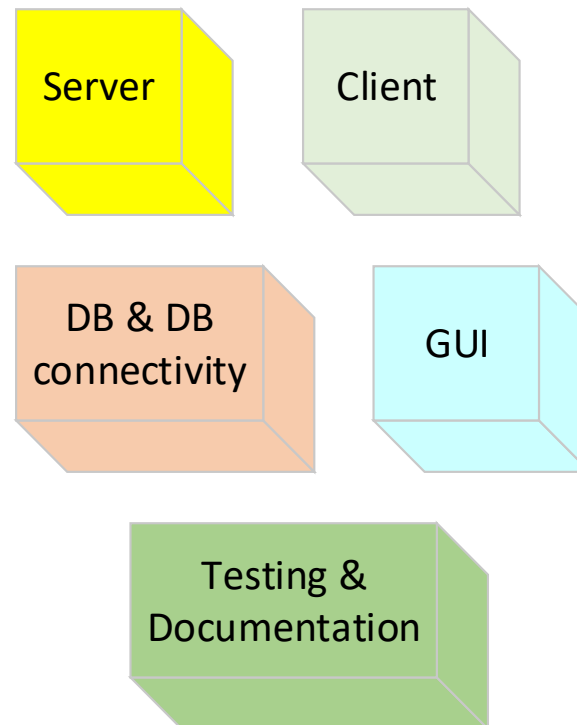 Server
Client
DB & DB
connectivity
GUI
Testing &
Documentation